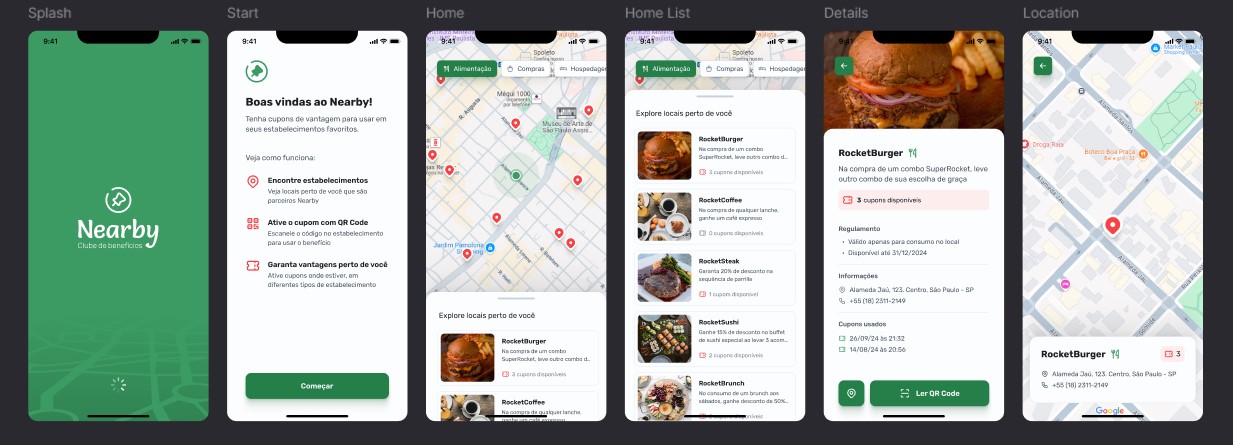 Splash
Nearby
Clube de benefícios
Start
9:41
Boas vindas ao Nearby!
Tenha cupons de vantagem para usar em
seus estabelecimentos favoritos.
Veja como funciona:
Encontre estabelecimentos
Veja locais perto de você que são
parceiros Nearby
Ative o cupom com QR Code
Escaneie o código no estabelecimento
para usar o benefício
Garanta vantagens perto de você
Ative cupons onde estiver, em
diferentes tipos de estabelecimento
Começar
Home
9:41
Spoleto
Alimentação
Compras
Hospedagem
Méqui 1000
R. Augusta
Museu de Arte de
São Paulo Assis...
Jardim Pamplona
Explore locais perto de você
RocketBurger
Na compra de um combo
SuperRocket, leve outro combo d...
3 cupons disponíveis
RocketCoffee
Na compra de qualquer lanche,
Home List
9:41
Spoleto
Alimentação
Compras
Hospedagem
Explore locais perto de você
RocketBurger
Na compra de um combo
SuperRocket, leve outro combo d...
3 cupons disponíveis
RocketCoffee
Na compra de qualquer lanche,
ganhe um café expresso
0 cupons disponíveis
RocketSteak
Garanta 20% de desconto na
sequência de parrilla
1 cupom disponível
RocketSushi
Ganhe 15% de desconto no buffet
de sushi especial ao levar 3 acom...
2 cupons disponíveis
RocketBrunch
No consumo de um brunch aos
sábados, ganhe desconto de 50%...
Details
9:41
RocketBurger
Na compra de um combo SuperRocket, leve
outro combo de sua escolha de graça
3 cupons disponíveis
Regulamento
• Válido apenas para consumo no local
• Disponível até 31/12/2024
Informações
Alameda Jaú, 123. Centro, São Paulo - SP
+55 (18) 2311-2149
Cupons usados
26/09/24 às 21:32
14/08/24 às 20:56
Ler QR Code
Location
9:41
Alameda Santos
Droga Raia
Boteco Boa Praça
Bar e grill
Alameda Jaú
RocketBurger
3
Alameda Jaú, 123. Centro, São Paulo - SP
+55 (18) 2311-2149
Google